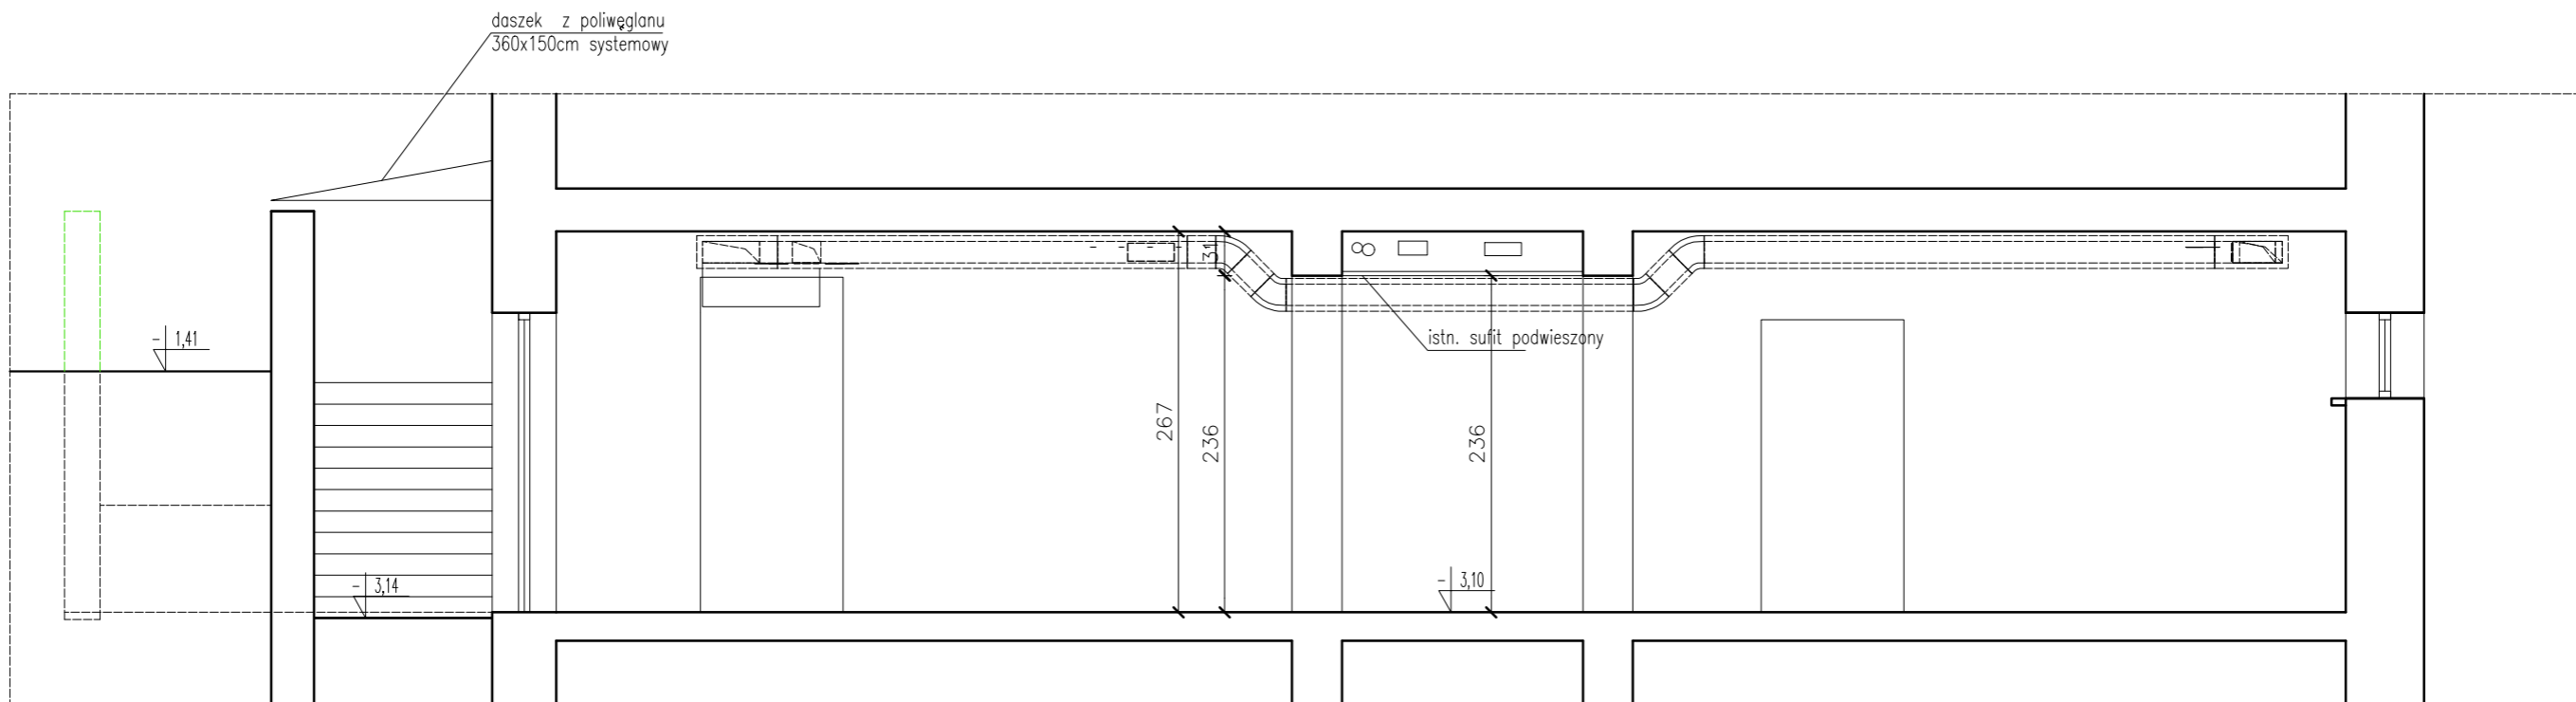 daszek z poliwęglanu
360x150cm systemowy
31
- 1,41
istn. sufit podwieszony
267
236
236
- 3,14
- 3,10